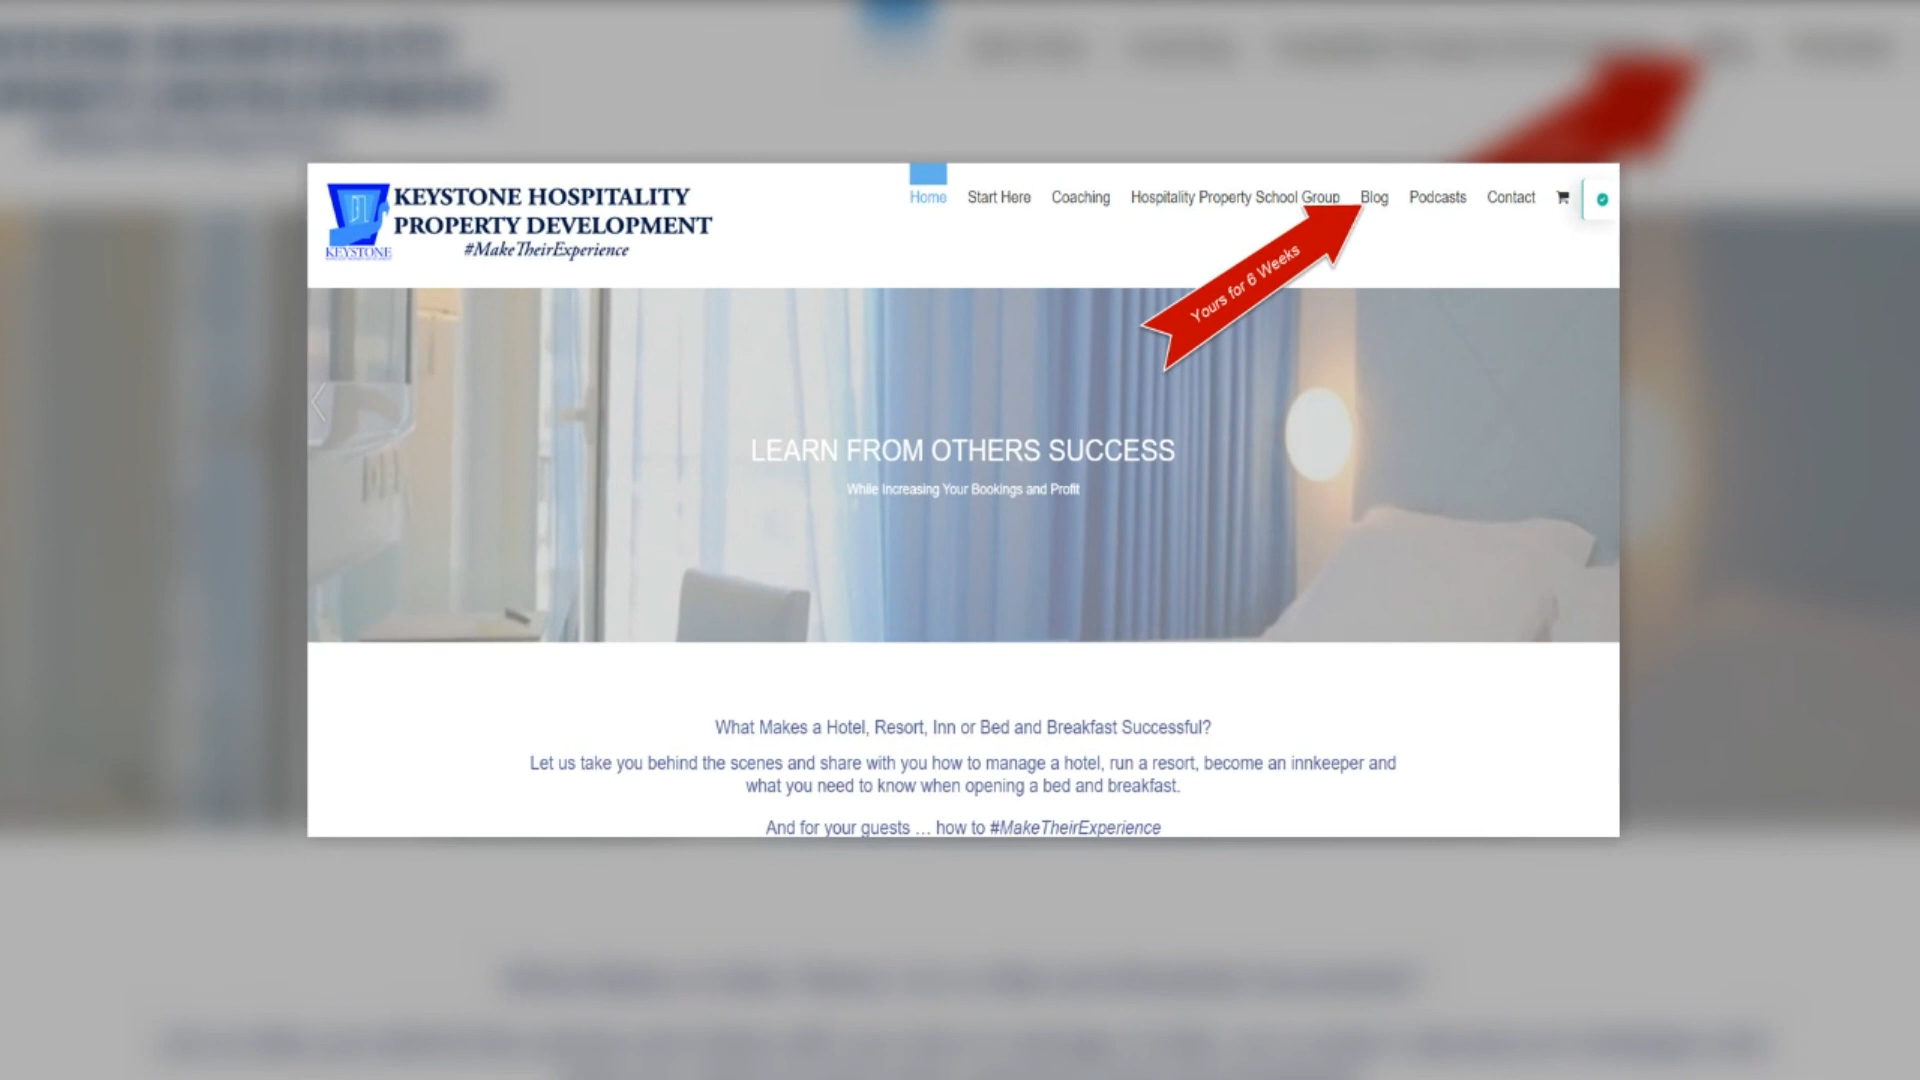 KEYSTONE HOSPITALITY
PROPERTY DEVELOPMENT
#MakeTheirExperience
KEYSTONE
Home Start Here Coaching Hospitality Property School Group Blog Podcasts Contact
Yours for 6 Weeks
LEARN FROM OTHERS SUCCESS
While Increasing Your Bookings and Profit
What Makes a Hotel, Resort, Inn or Bed and Breakfast Successful?
Let us take you behind the scenes and share with you how to manage a hotel, run a resort, become an innkeeper and
what you need to know when opening a bed and breakfast.
And for your guests … how to #MakeTheirExperience